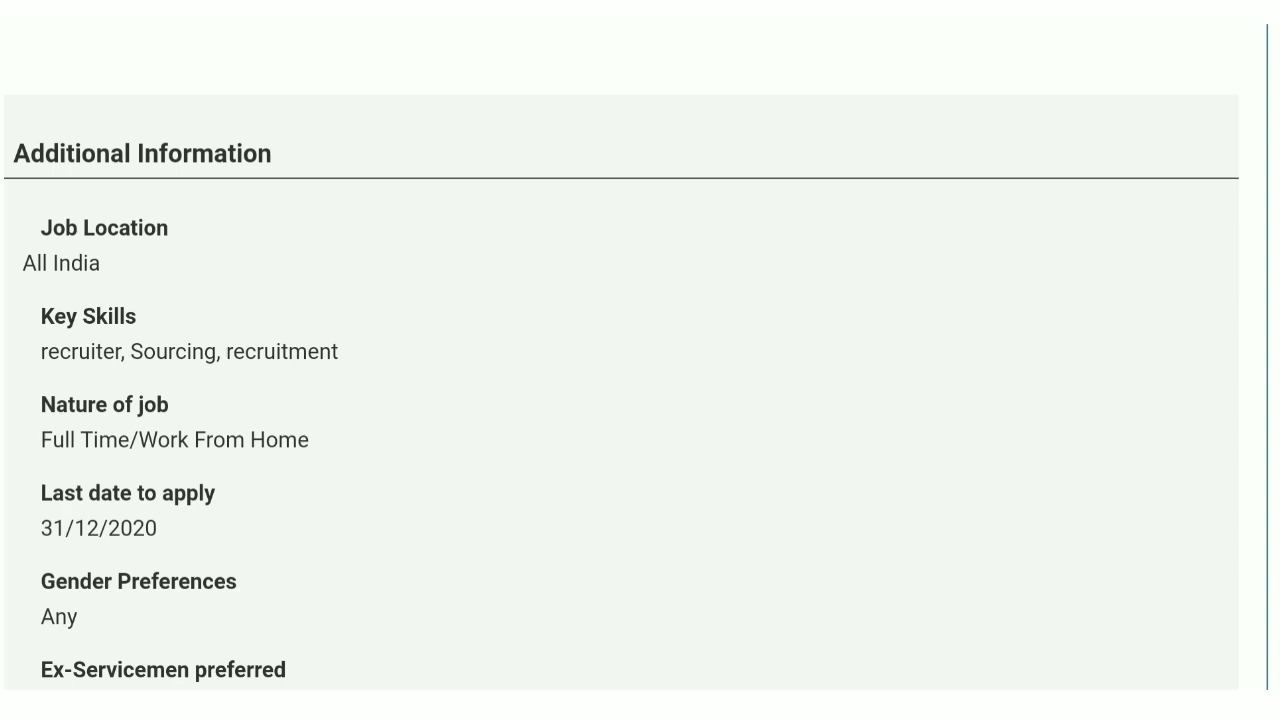 Additional Information
Job Location
All India
Key Skills
recruiter, Sourcing, recruitment
Nature of job
Full Time/Work From Home
Last date to apply
31/12/2020
Gender Preferences
Any
Ex-Servicemen preferred